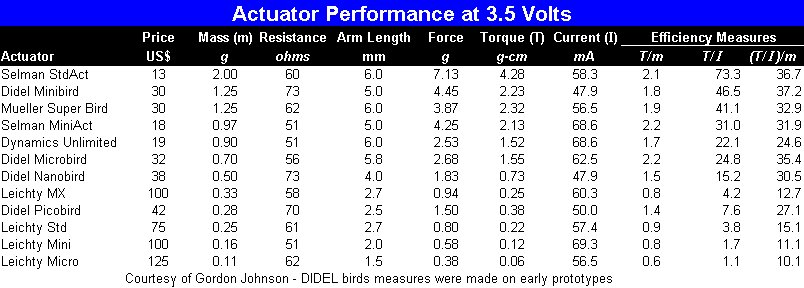 Actuator Performance at 3.5 Volts
Price Mass (m) Resistance Arm Length Force Torque (T) Current (I) Efficiency Measures
Actuator US$ g ohms mm g g-cm mA T/m T/I (T/I)/m
Selman StdAct 13 2.00 60 6.0 7.13 4.28 58.3 2.1 73.3 36.7
Didel Minibird 30 1.25 73 5.0 4.45 2.23 47.9 1.8 46.5 37.2
Mueller Super Bird 30 1.25 62 6.0 3.87 2.32 56.5 1.9 41.1 32.9
Selman MiniAct 18 0.97 51 5.0 4.25 2.13 68.6 2.2 31.0 31.9
Dynamics Unlimited 19 0.90 51 6.0 2.53 1.52 68.6 1.7 22.1 24.6
Didel Microbird 32 0.70 56 5.8 2.68 1.55 62.5 2.2 24.8 35.4
Didel Nanobird 38 0.50 73 4.0 1.83 0.73 47.9 1.5 15.2 30.5
Leichty MX 100 0.33 58 2.7 0.94 0.25 60.3 0.8 4.2 12.7
Didel Picobird 42 0.28 70 2.5 1.50 0.38 50.0 1.4 7.6 27.1
Leichty Std 75 0.25 61 2.7 0.80 0.22 57.4 0.9 3.8 15.1
Leichty Mini 100 0.16 51 2.0 0.58 0.12 69.3 0.8 1.7 11.1
Leichty Micro 125 0.11 62 1.5 0.38 0.06 56.5 0.6 1.1 10.1
Courtesy of Gordon Johnson - DIDEL birds measures were made on early prototypes